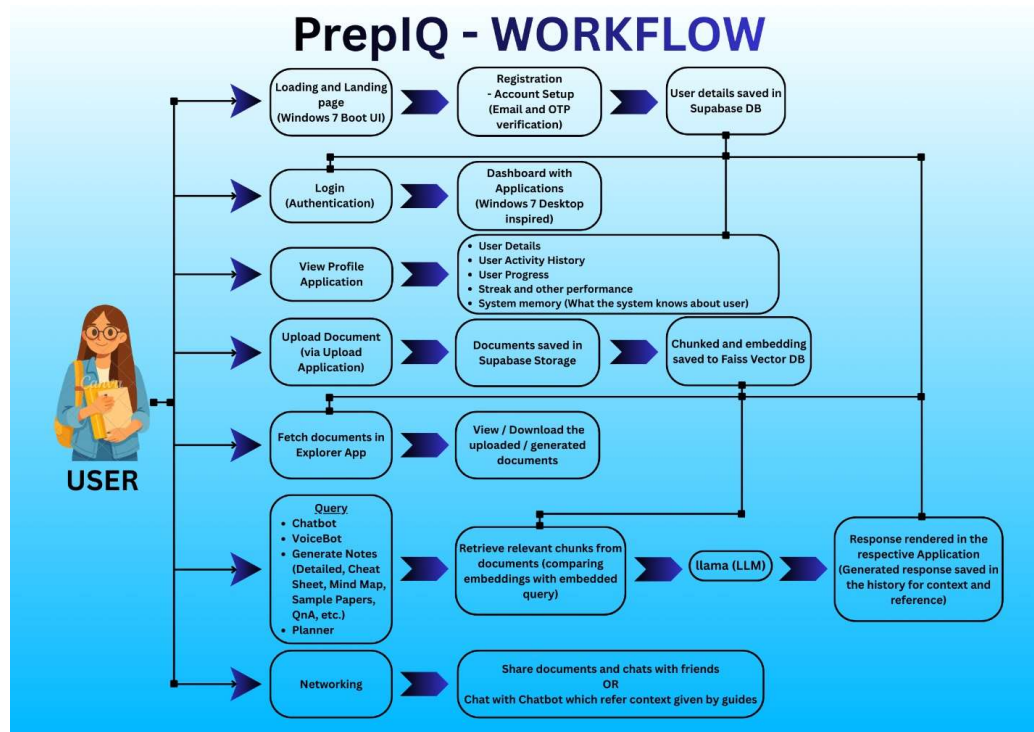 PrepIQ - WORKFLOW
Loading and Landing
page
(Windows 7 Boot UI)
Registration
- Account Setup
(Email and OTP
verification)
User details saved in
Supabase DB
Login
(Authentication)
Dashboard with
Applications
(Windows 7 Desktop
inspired)
View Profile
Application
• User Details
• User Activity History
• User Progress
• Streak and other performance
• System memory (What the system knows about user)
Upload Document
(via Upload
Application)
Documents saved in
Supabase Storage
Chunked and embedding
saved to Faiss Vector DB
Canva
USER
Fetch documents in
Explorer App
View / Download the
uploaded / generated
documents
Query
• Chatbot
• VoiceBot
• Generate Notes
(Detailed, Cheat
Sheet, Mind Map,
Sample Papers,
QnA, etc.)
• Planner
Retrieve relevant chunks from
documents (comparing
embeddings with embedded
query)
llama (LLM)
Response rendered in the
respective Application
(Generated response saved in
the history for context and
reference)
Networking
Share documents and chats with friends
OR
Chat with Chatbot which refer context given by guides